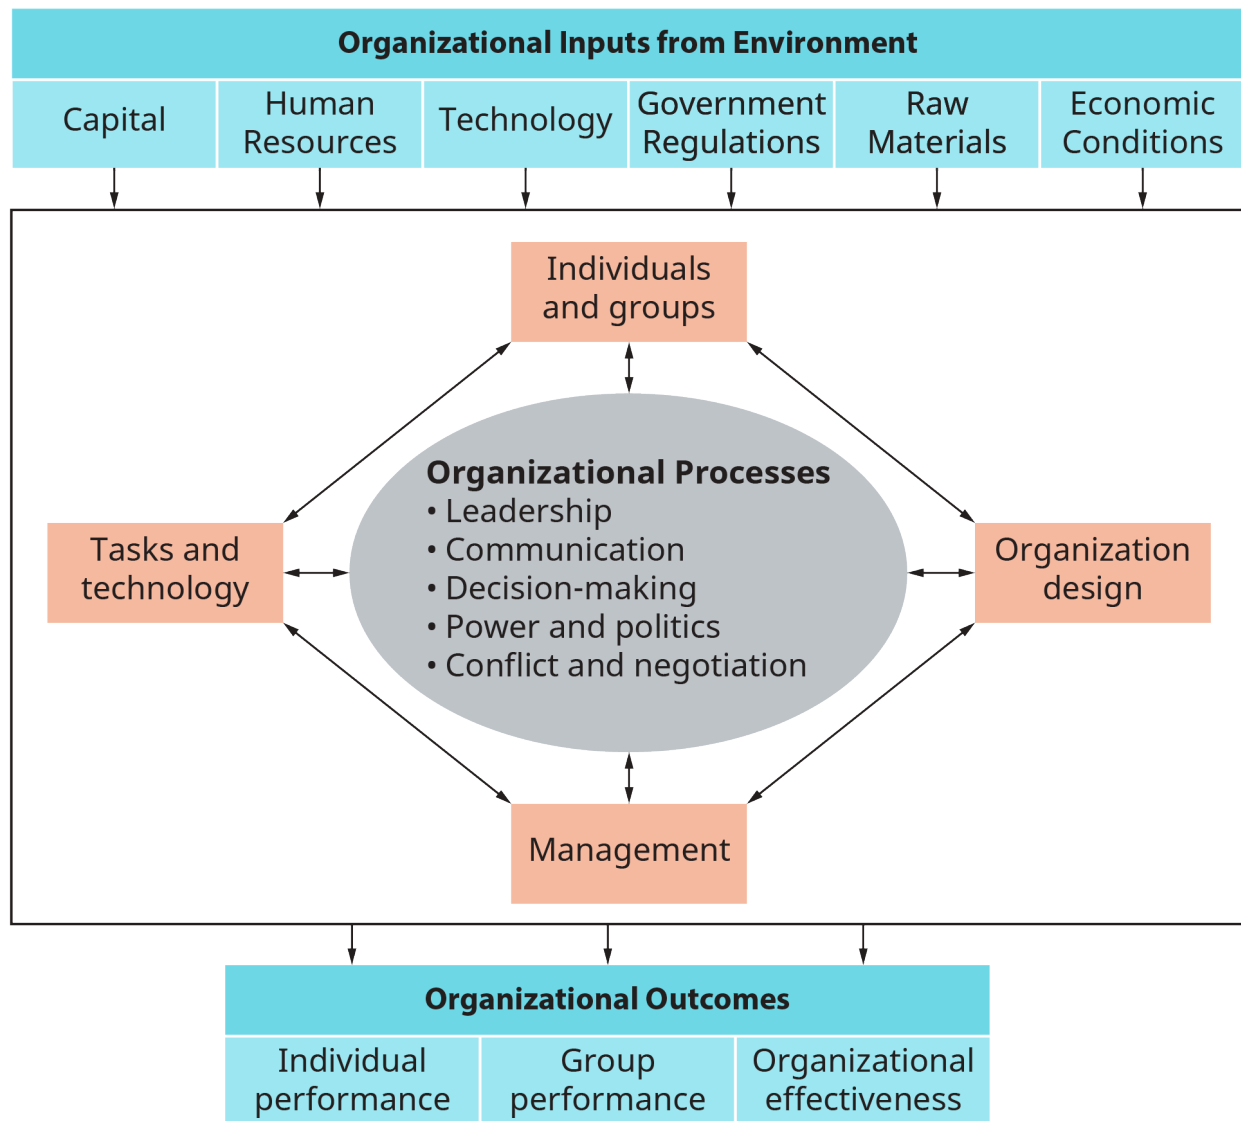 Organizational Inputs from Environment
Capital
Human
Resources
Technology
Government
Regulations
Raw
Materials
Economic
Conditions
Individuals
and groups
Organizational Processes
• Leadership
• Communication
• Decision-making
• Power and politics
• Conflict and negotiation
Tasks and
technology
Organization
design
Management
Organizational Outcomes
Individual
performance
Group
performance
Organizational
effectiveness